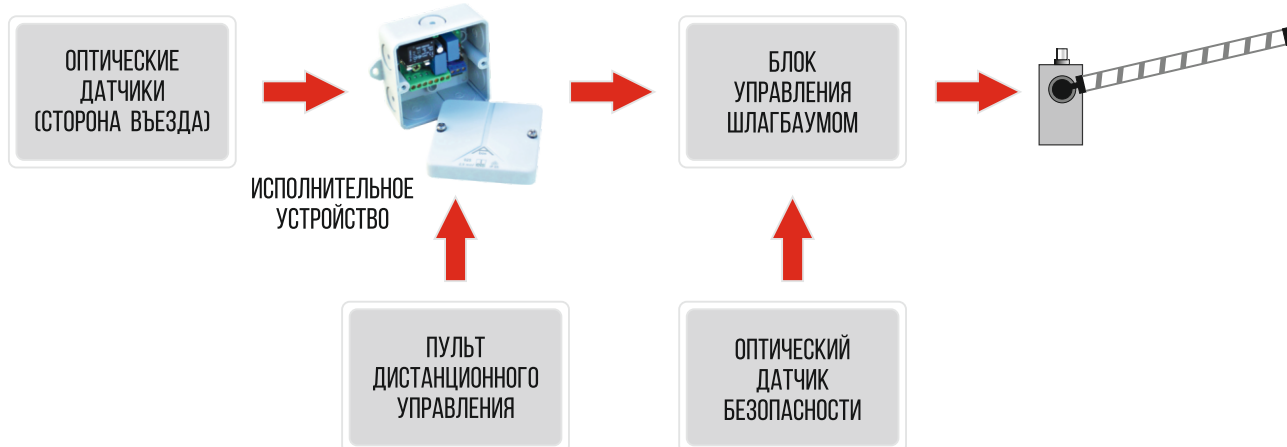 ОПТИЧЕСКИЕ
ДАТЧИКИ
(СТОРОНА ВЪЕЗДА)
БЛОК
УПРАВЛЕНИЯ
ШЛАГБАУМОМ
ИСПОЛНИТЕЛЬНОЕ
УСТРОЙСТВО
ПУЛЬТ
ДИСТАНЦИОННОГО
УПРАВЛЕНИЯ
ОПТИЧЕСКИЙ
ДАТЧИК
БЕЗОПАСНОСТИ